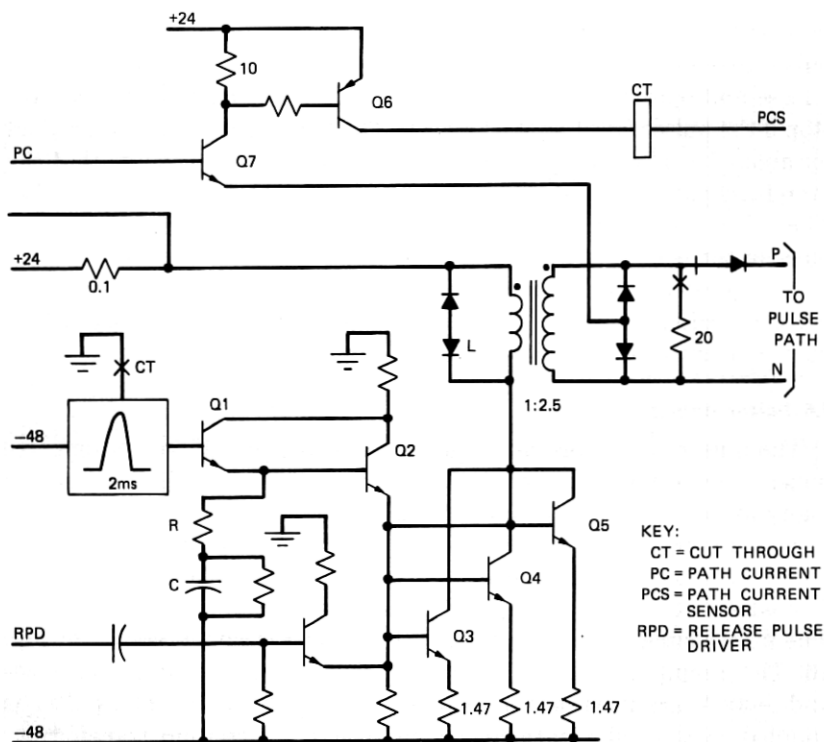 +24
10
Q6
CT
PCS
PC
Q7
+24
0.1
L
P
TO
PULSE
PATH
20
N
1:2.5
CT
Q1
-48
2ms
Q2
R
C
Q5
Q4
Q3
RPD
1.47
1.47
1.47
-48
KEY:
CT = CUT THROUGH
PC = PATH CURRENT
PCS = PATH CURRENT
SENSOR
RPD = RELEASE PULSE
DRIVER